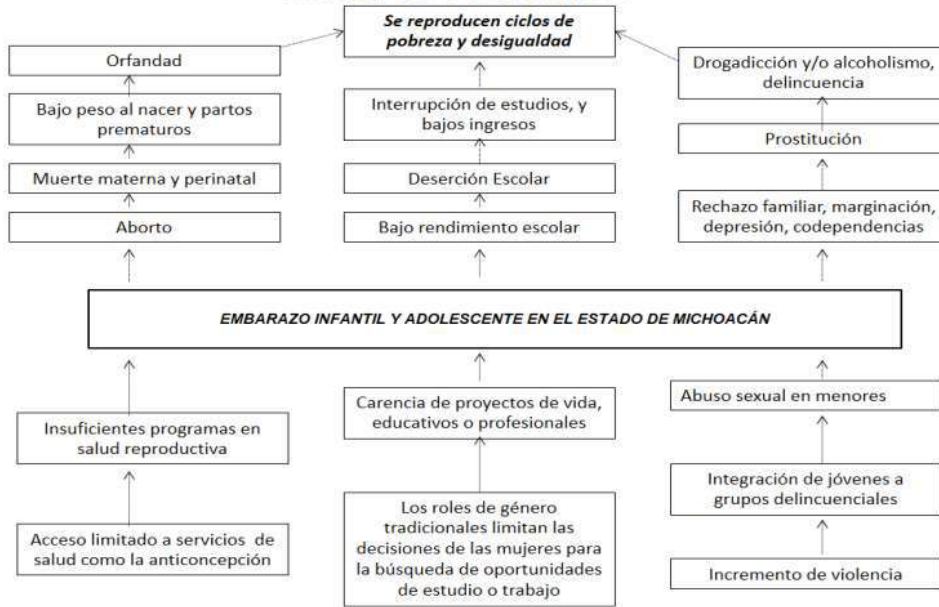 Se reproducen ciclos de
pobreza y desigualdad
Orfandad
Bajo peso al nacer y partos
prematuros
Muerte materna y perinatal
Aborto
Interrupción de estudios, y
bajos ingresos
Deserción Escolar
Bajo rendimiento escolar
Drogadicción y/o alcoholismo,
delincuencia
Prostitución
Rechazo familiar, marginación,
depresión, codependencias
EMBARAZO INFANTIL Y ADOLESCENTE EN EL ESTADO DE MICHOACÁN
Insuficientes programas en
salud reproductiva
Acceso limitado a servicios de
salud como la anticoncepción
Carencia de proyectos de vida,
educativos o profesionales
Los roles de género
tradicionales limitan las
decisiones de las mujeres para
la búsqueda de oportunidades
de estudio o trabajo
Abuso sexual en menores
Integración de jóvenes a
grupos delincuenciales
Incremento de violencia